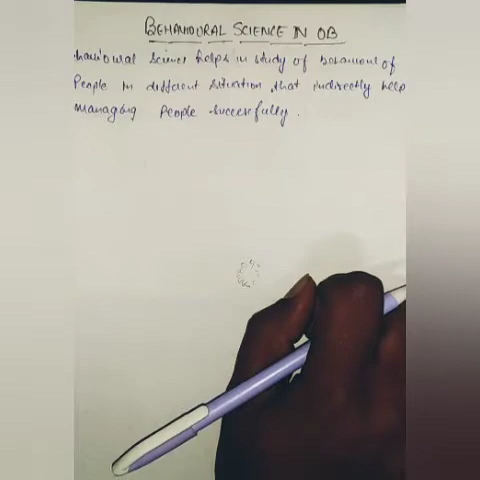 BEHAVIOURAL SCIENCE IN OB
havioural science helps in study of behaviour of
People in different situation that indirectly help
managing people successfully.